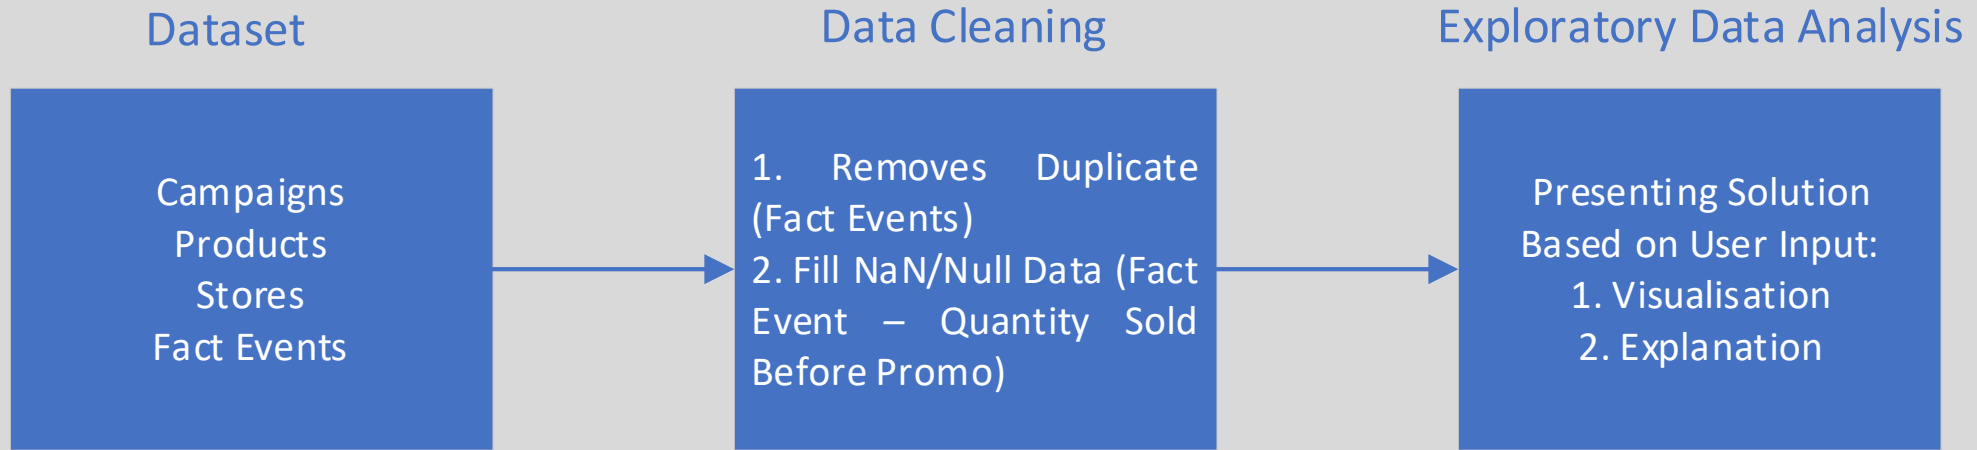 Dataset
Data Cleaning
Exploratory Data Analysis
Campaigns
Products
Stores
Fact Events
1. Removes Duplicate
(Fact Events)
2. Fill NaN/Null Data (Fact
Event – Quantity Sold
Before Promo)
Presenting Solution
Based on User Input:
1. Visualisation
2. Explanation